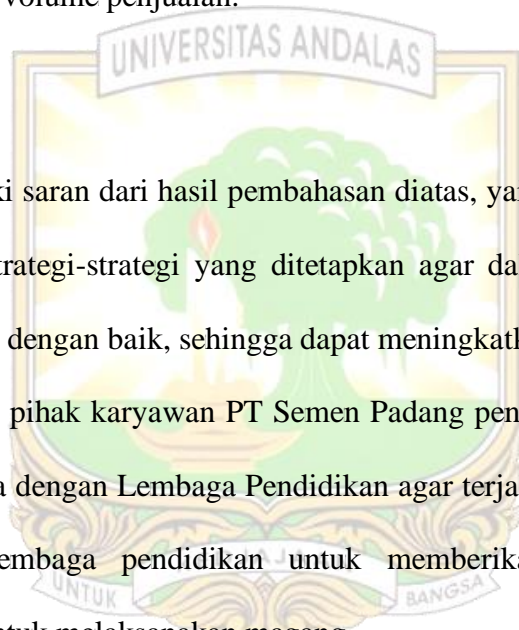 volume penjualan.
UNIVERSITAS ANDALAS
ki saran dari hasil pembahasan diatas, ya
trategi-strategi yang ditetapkan agar da
dengan baik, sehingga dapat meningkatk
pihak karyawan PT Semen Padang pen
a dengan Lembaga Pendidikan agar terja
embaga pendidikan untuk memberika
UNTUK
BANGSA
tuk melaksanakan magang